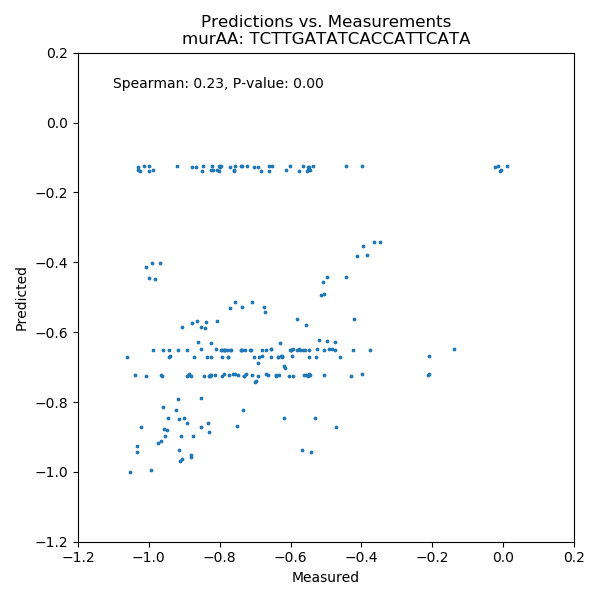 Predictions vs. Measurements
murAA: TCTTGATATCACCATTCATA
Spearman: 0.23, P-value: 0.00
0.2
0.0
−0.2
−0.4
−0.6
−0.8
−1.0
−1.2
Predicted
−1.2 −1.0 −0.8 −0.6 −0.4 −0.2 0.0 0.2
Measured